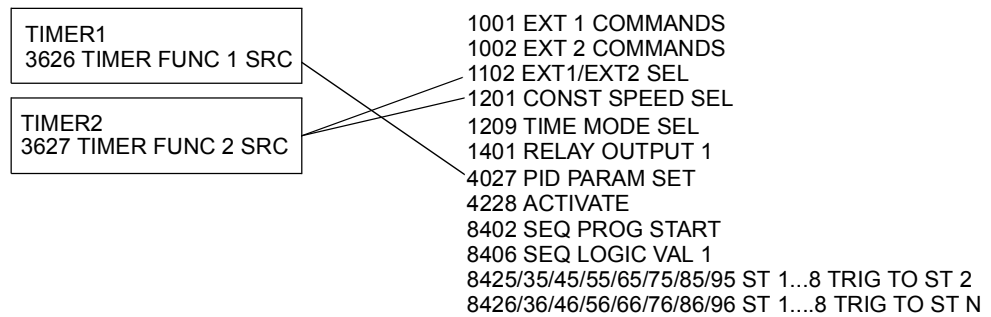 TIMER1
3626 TIMER FUNC 1 SRC
TIMER2
3627 TIMER FUNC 2 SRC
1001 EXT 1 COMMANDS
1002 EXT 2 COMMANDS
1102 EXT1/EXT2 SEL
1201 CONST SPEED SEL
1209 TIME MODE SEL
1401 RELAY OUTPUT 1
4027 PID PARAM SET
4228 ACTIVATE
8402 SEQ PROG START
8406 SEQ LOGIC VAL 1
8425/35/45/55/65/75/85/95 ST 1...8 TRIG TO ST 2
8426/36/46/56/66/76/86/96 ST 1....8 TRIG TO ST N